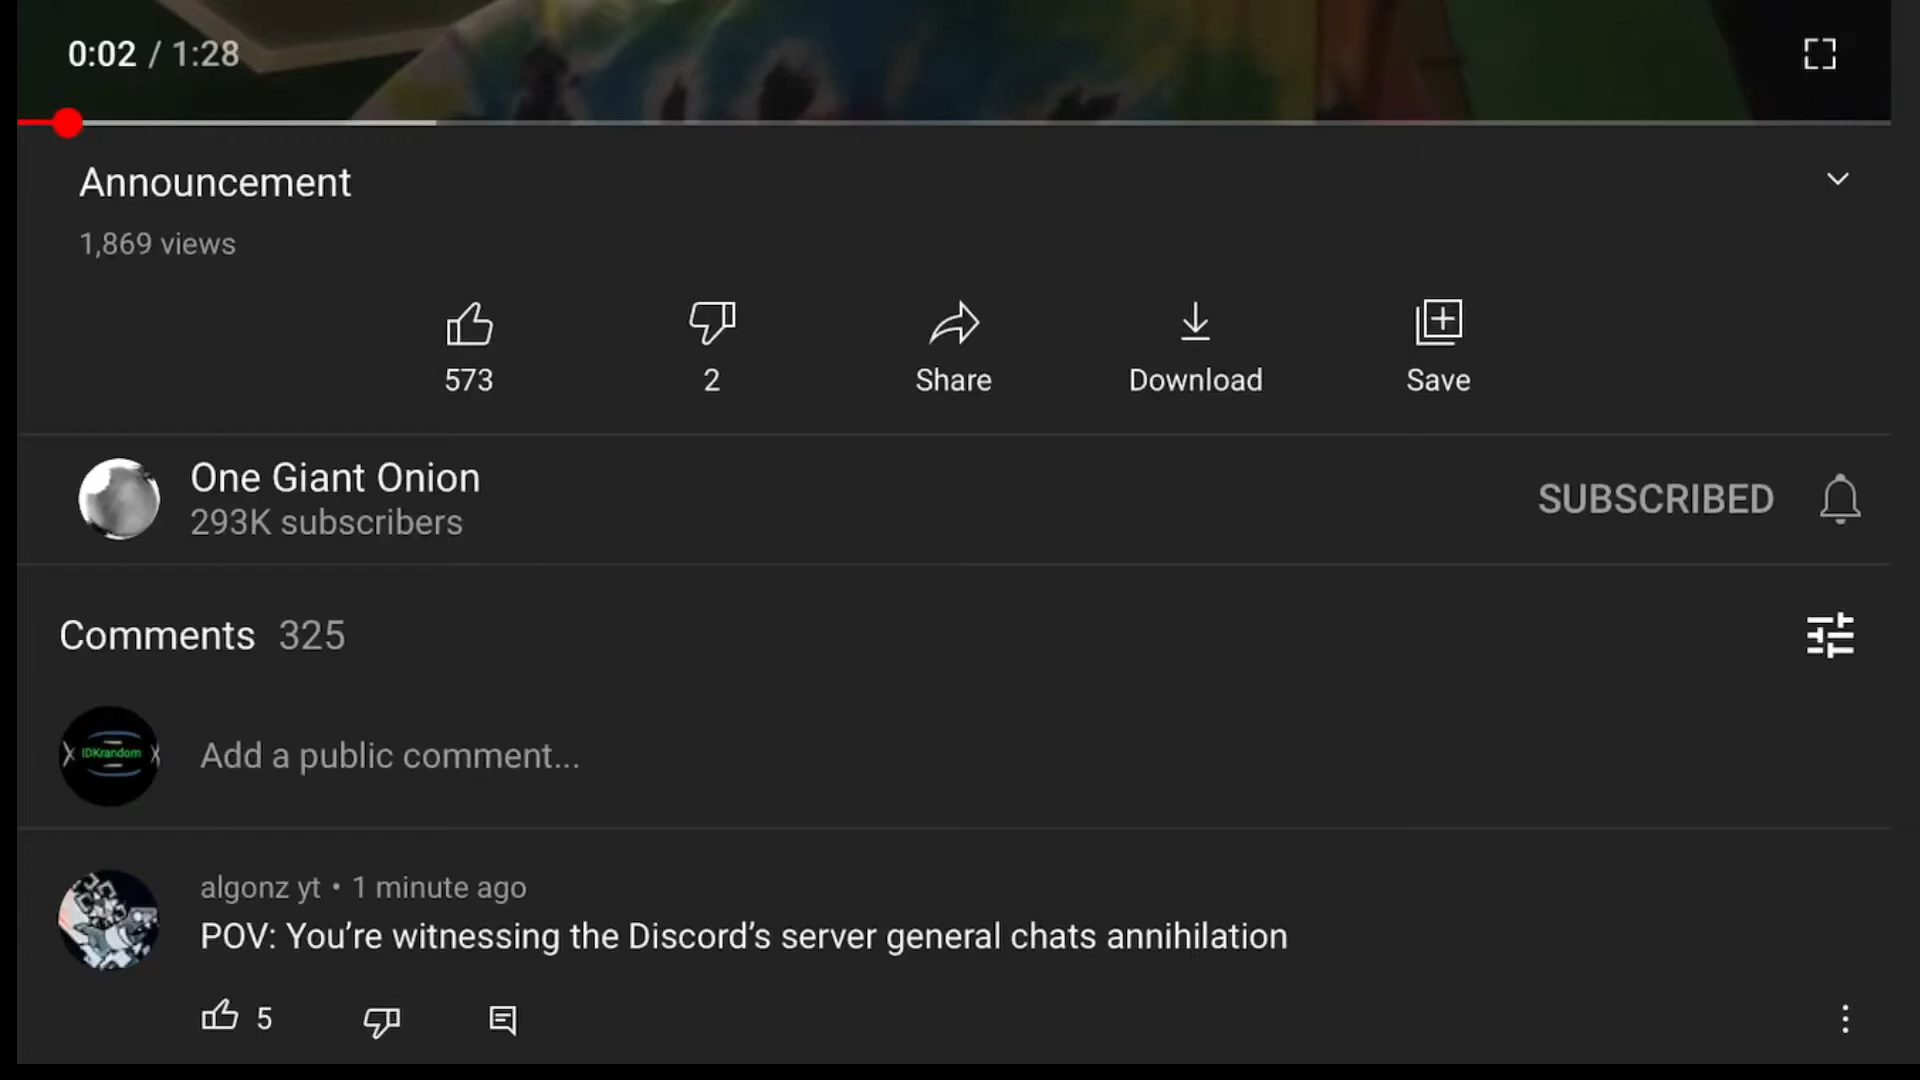 0:02 / 1:28
Announcement
1,869 views
573
2
Share
Download
Save
One Giant Onion
293K subscribers
SUBSCRIBED
Comments 325
IDKrandom
Add a public comment...
algonz yt • 1 minute ago
POV: You’re witnessing the Discord’s server general chats annihilation
5